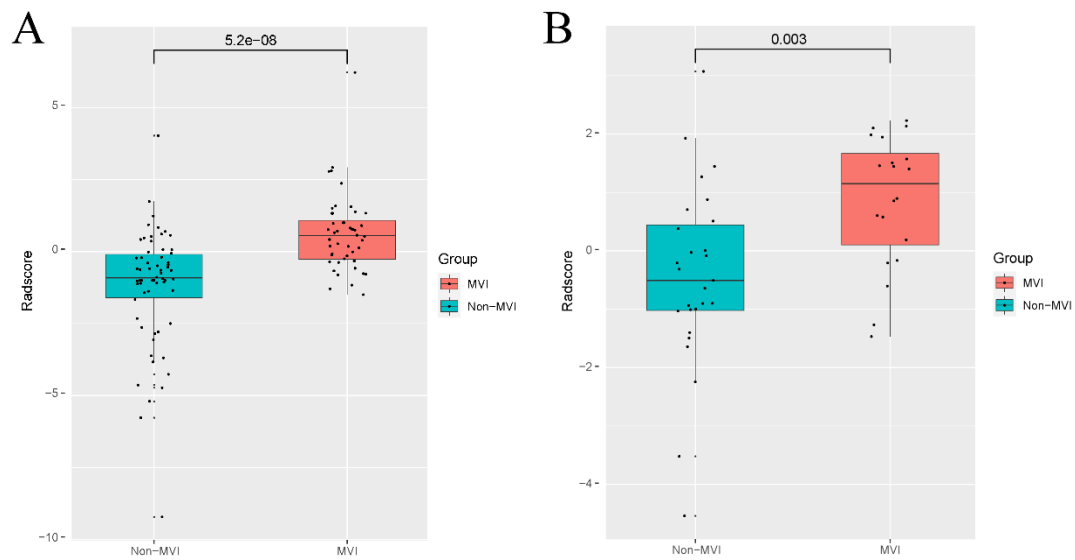 A
5.2e−08
Radscore
5
0
−5
−10
Non−MVI
MVI
Group
MVI
Non−MVI
B
0.003
Radscore
2
0
−2
−4
Non−MVI
MVI
Group
MVI
Non−MVI